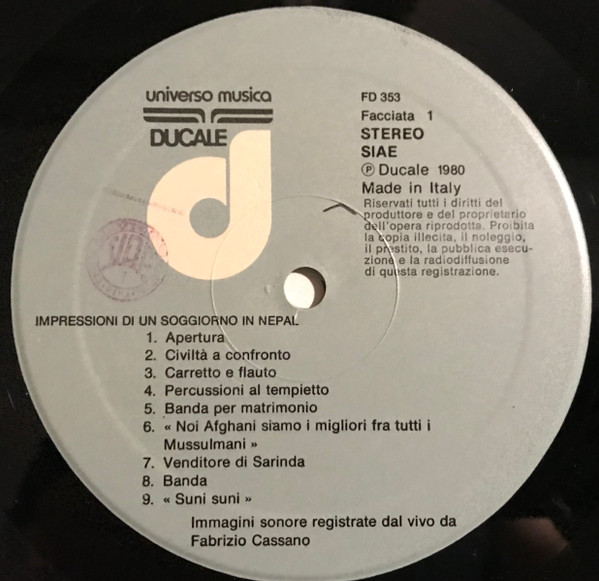 universo musica
DUCALE
d
FD 353
Facciata 1
STEREO
SIAE
Ⓟ Ducale 1980
Made in Italy
Riservati tutti i diritti del
produttore e del proprietario
dell'opera riprodotta. Proibita
la copia illecita, il noleggio,
il prestito, la pubblica esecu-
zione e la radiodiffusione
di questa registrazione.
IMPRESSIONI DI UN SOGGIORNO IN NEPAL
1. Apertura
2. Civiltà a confronto
3. Carretto e flauto
4. Percussioni al tempietto
5. Banda per matrimonio
6. « Noi Afghani siamo i migliori fra tutti i
Mussulmani »
7. Venditore di Sarinda
8. Banda
9. « Suni suni »
Immagini sonore registrate dal vivo da
Fabrizio Cassano